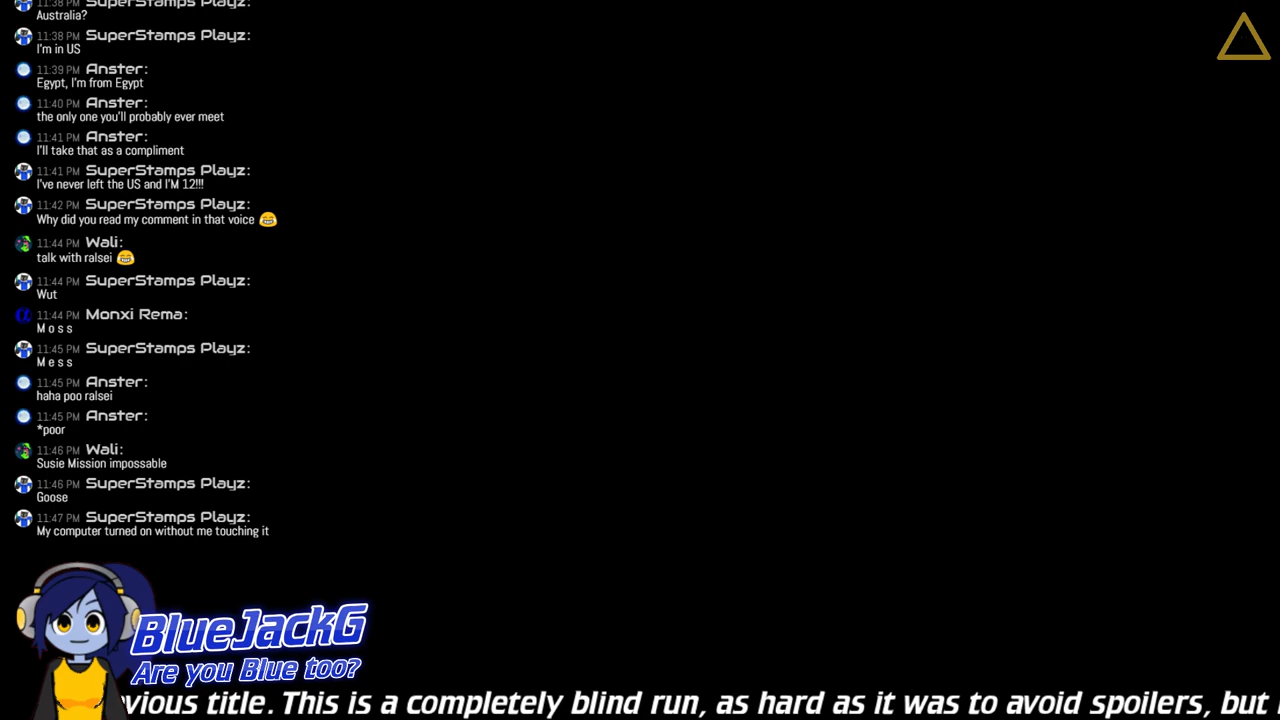 11:38 PM SuperStamps Playz:
Australia?
11:38 PM SuperStamps Playz:
I'm in US
11:39 PM Anster:
Egypt, I'm from Egypt
11:40 PM Anster:
the only one you'll probably ever meet
11:41 PM Anster:
I'll take that as a compliment
11:41 PM SuperStamps Playz:
I've never left the US and I'M 12!!!
11:42 PM SuperStamps Playz:
Why did you read my comment in that voice 😂
11:44 PM Wali:
talk with ralsei 😂
11:44 PM SuperStamps Playz:
Wut
11:44 PM Monxi Rema:
M o s s
11:45 PM SuperStamps Playz:
M e s s
11:45 PM Anster:
haha poo ralsei
11:45 PM Anster:
*poor
11:46 PM Wali:
Susie Mission impossable
11:46 PM SuperStamps Playz:
Goose
11:47 PM SuperStamps Playz:
My computer turned on without me touching it
BlueJackG
Are you Blue too?
vious title. This is a completely blind run, as hard as it was to avoid spoilers, but